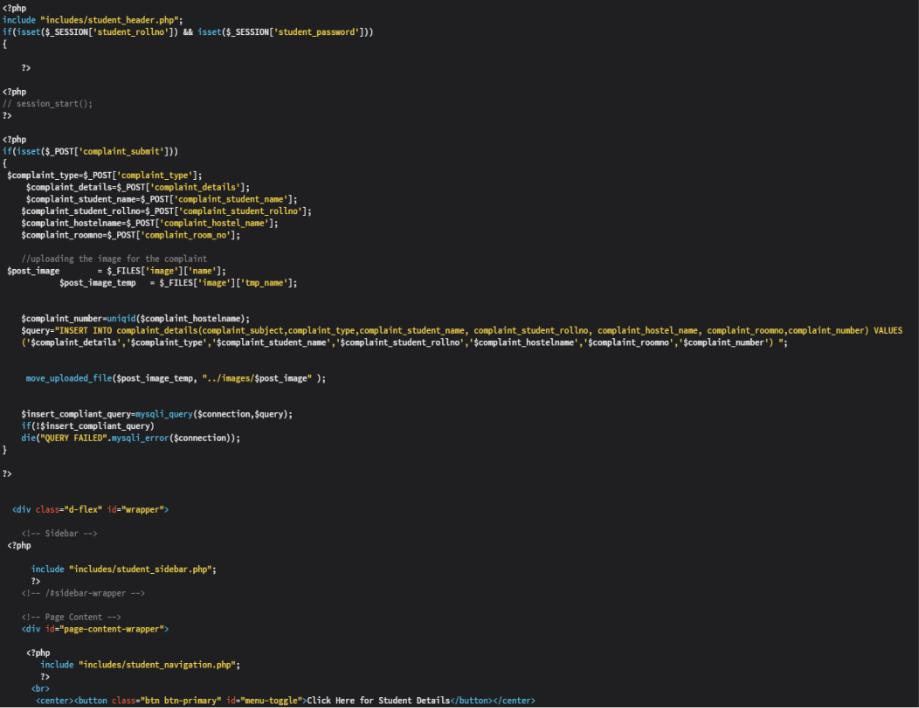 <?php
include "includes/student_header.php";
if(isset($_SESSION['student_rollno']) && isset($_SESSION['student_password']))
{
?>
<?php
// session_start();
?>
<?php
if(isset($_POST['complaint_submit']))
{
$complaint_type=$_POST['complaint_type'];
$complaint_details=$_POST['complaint_details'];
$complaint_student_name=$_POST['complaint_student_name'];
$complaint_student_rollno=$_POST['complaint_student_rollno'];
$complaint_hostelname=$_POST['complaint_hostel_name'];
$complaint_roomno=$_POST['complaint_room_no'];
//uploading the image for the complaint
$post_image = $_FILES['image']['name'];
$post_image_temp = $_FILES['image']['tmp_name'];
$complaint_number=uniqid($complaint_hostelname);
$query="INSERT INTO complaint_details(complaint_subject,complaint_type,complaint_student_name, complaint_student_rollno, complaint_hostel_name, complaint_roomno,complaint_number) VALUES
('$complaint_details','$complaint_type','$complaint_student_name','$complaint_student_rollno','$complaint_hostelname','$complaint_roomno','$complaint_number') ";
move_uploaded_file($post_image_temp, "../images/$post_image" );
$insert_compliant_query=mysqli_query($connection,$query);
if(!$insert_compliant_query)
die("QUERY FAILED".mysqli_error($connection));
}
?>
<div class="d-flex" id="wrapper">
<!-- Sidebar -->
<?php
include "includes/student_sidebar.php";
?>
<!-- /#sidebar-wrapper -->
<!-- Page Content -->
<div id="page-content-wrapper">
<?php
include "includes/student_navigation.php";
?>
<br>
<center><button class="btn btn-primary" id="menu-toggle">Click Here for Student Details</button></center>